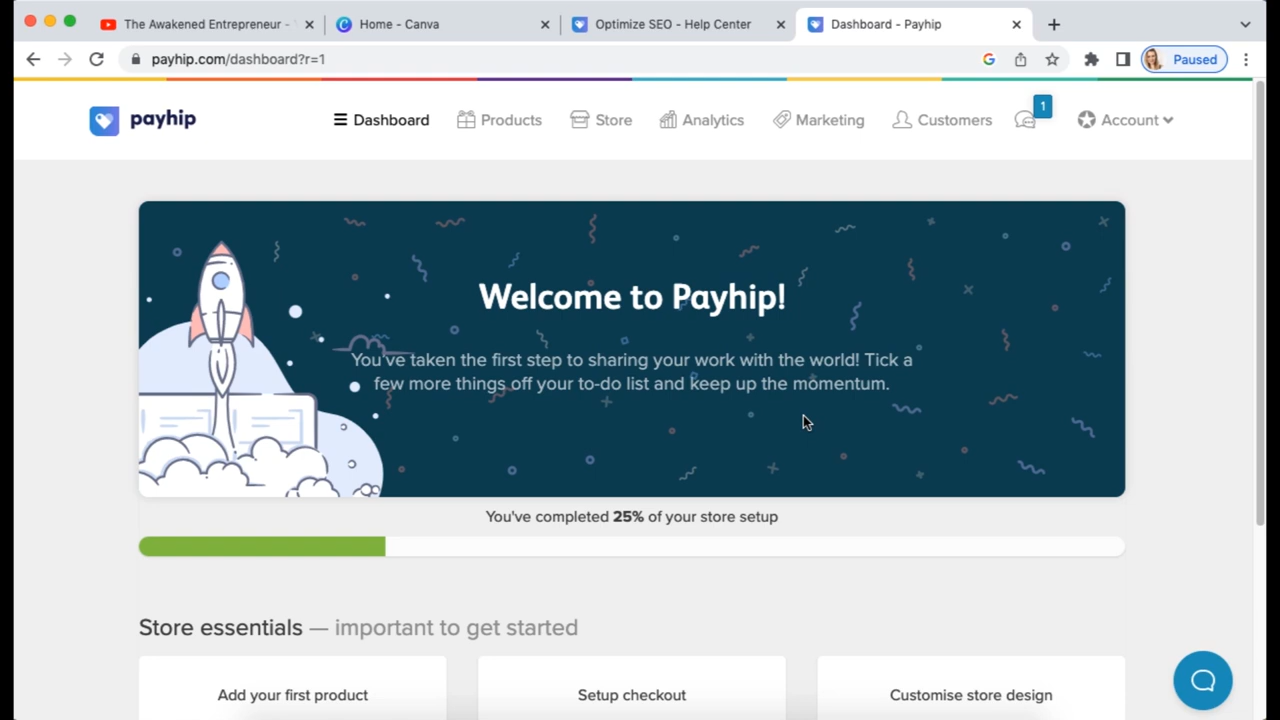 The Awakened Entrepreneur -
Home - Canva
Optimize SEO - Help Center
Dashboard - Payhip
payhip.com/dashboard?r=1
Paused
payhip
Dashboard
Products
Store
Analytics
Marketing
Customers
1
Account
Welcome to Payhip!
You've taken the first step to sharing your work with the world! Tick a
few more things off your to-do list and keep up the momentum.
You've completed 25% of your store setup
Store essentials — important to get started
Add your first product
Setup checkout
Customise store design